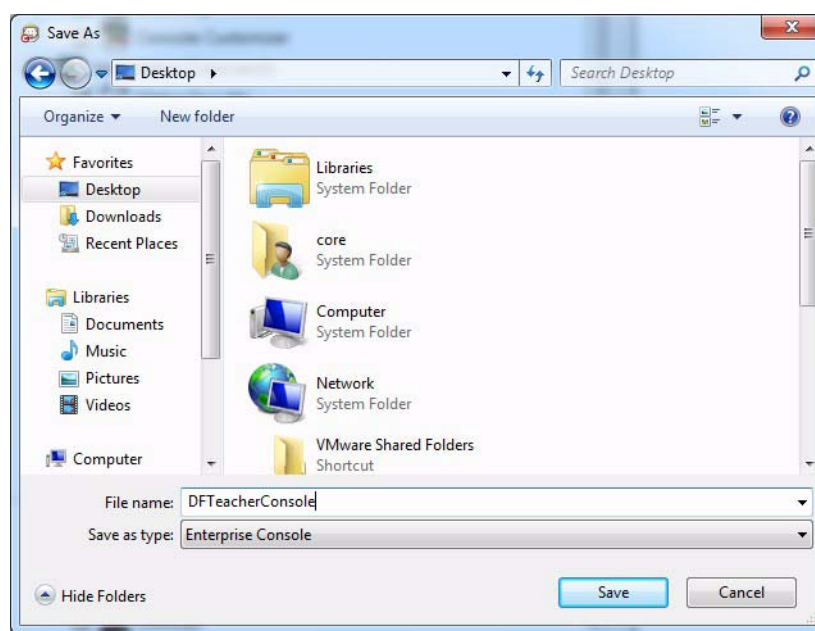 Save As
Desktop
Search Desktop
Organize
New folder
Favorites
Desktop
Downloads
Recent Places
Libraries
Documents
Music
Pictures
Videos
Computer
Libraries
System Folder
core
System Folder
Computer
System Folder
Network
System Folder
VMware Shared Folders
Shortcut
File name: DFTeacherConsole
Save as type: Enterprise Console
Hide Folders
Save
Cancel